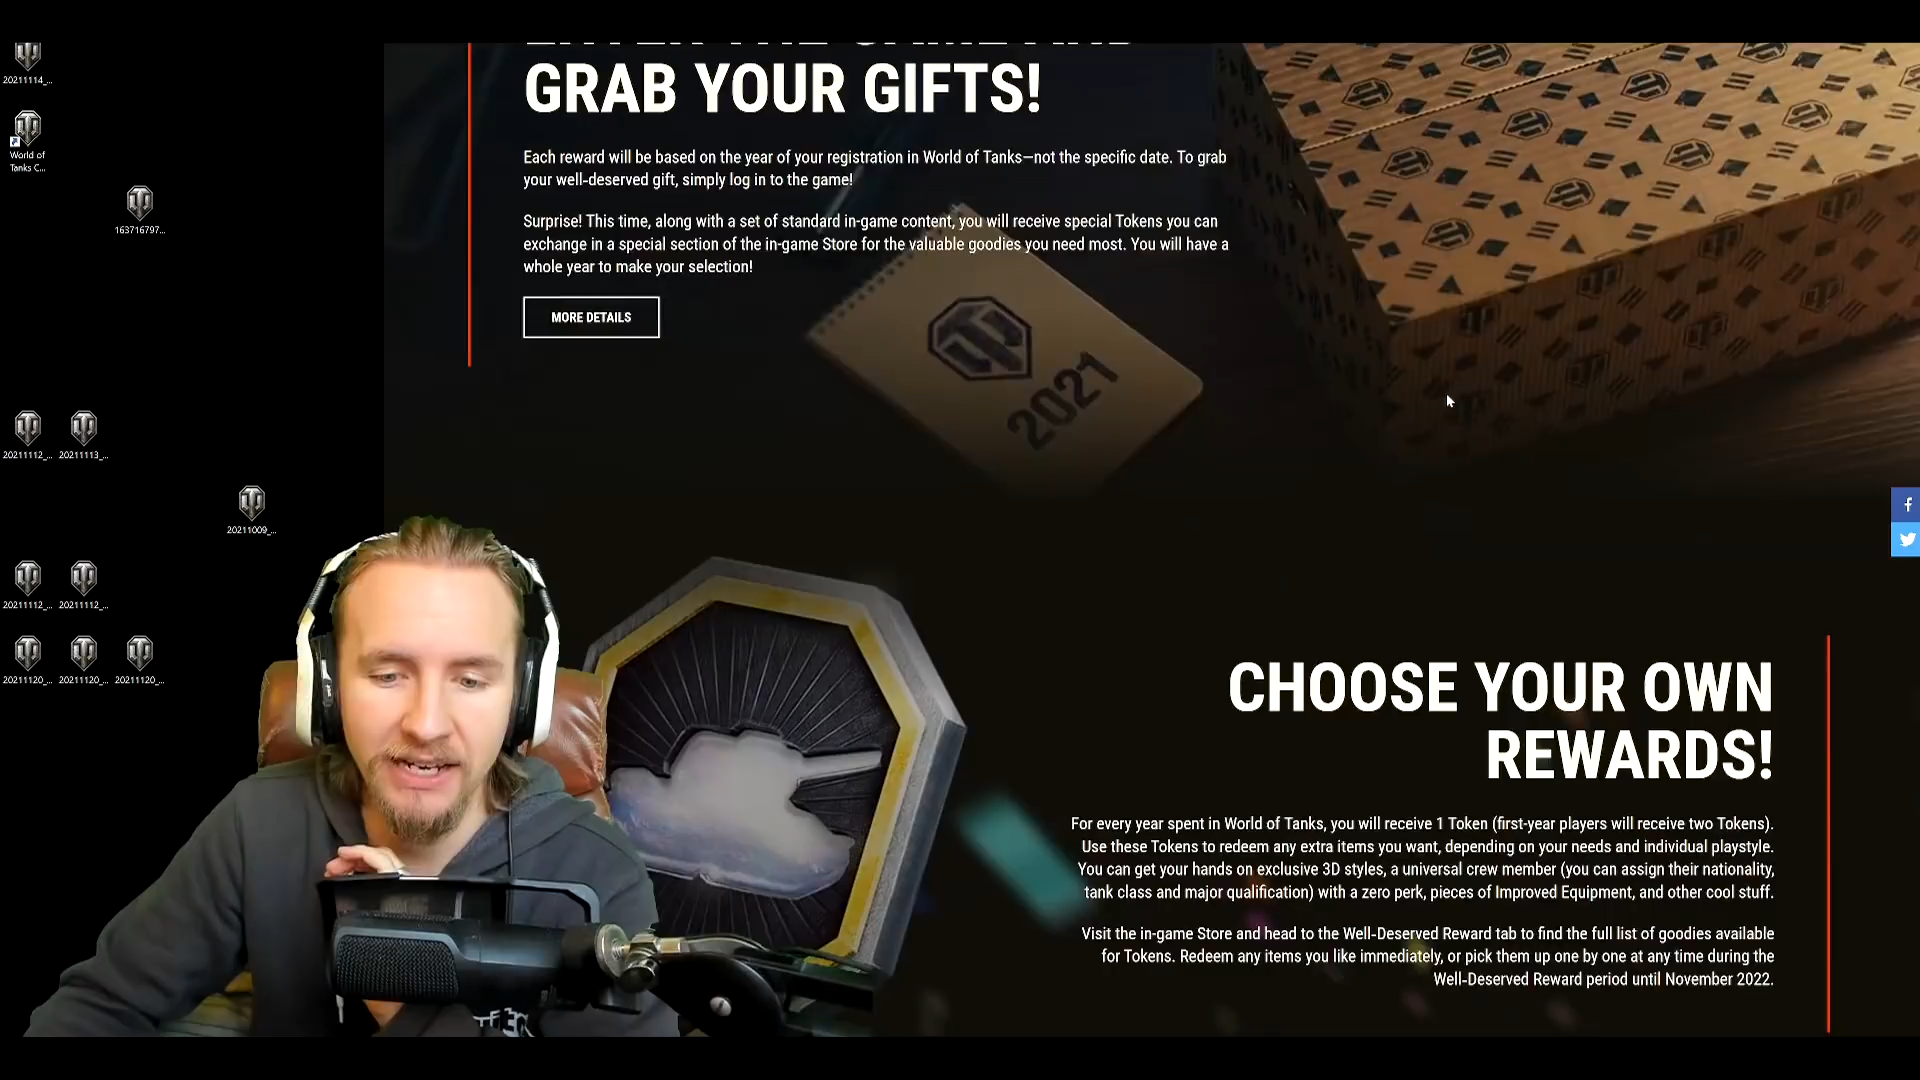 20211114_...
World of
Tanks C...
163716797...
20211112_...
20211113_...
20211009_...
20211112_...
20211112_...
20211120_...
20211120_...
20211120_...
GRAB YOUR GIFTS!
Each reward will be based on the year of your registration in World of Tanks—not the specific date. To grab
your well-deserved gift, simply log in to the game!
Surprise! This time, along with a set of standard in-game content, you will receive special Tokens you can
exchange in a special section of the in-game Store for the valuable goodies you need most. You will have a
whole year to make your selection!
MORE DETAILS
2021
CHOOSE YOUR OWN
REWARDS!
For every year spent in World of Tanks, you will receive 1 Token (first-year players will receive two Tokens).
Use these Tokens to redeem any extra items you want, depending on your needs and individual playstyle.
You can get your hands on exclusive 3D styles, a universal crew member (you can assign their nationality,
tank class and major qualification) with a zero perk, pieces of Improved Equipment, and other cool stuff.
Visit the in-game Store and head to the Well-Deserved Reward tab to find the full list of goodies available
for Tokens. Redeem any items you like immediately, or pick them up one by one at any time during the
Well-Deserved Reward period until November 2022.